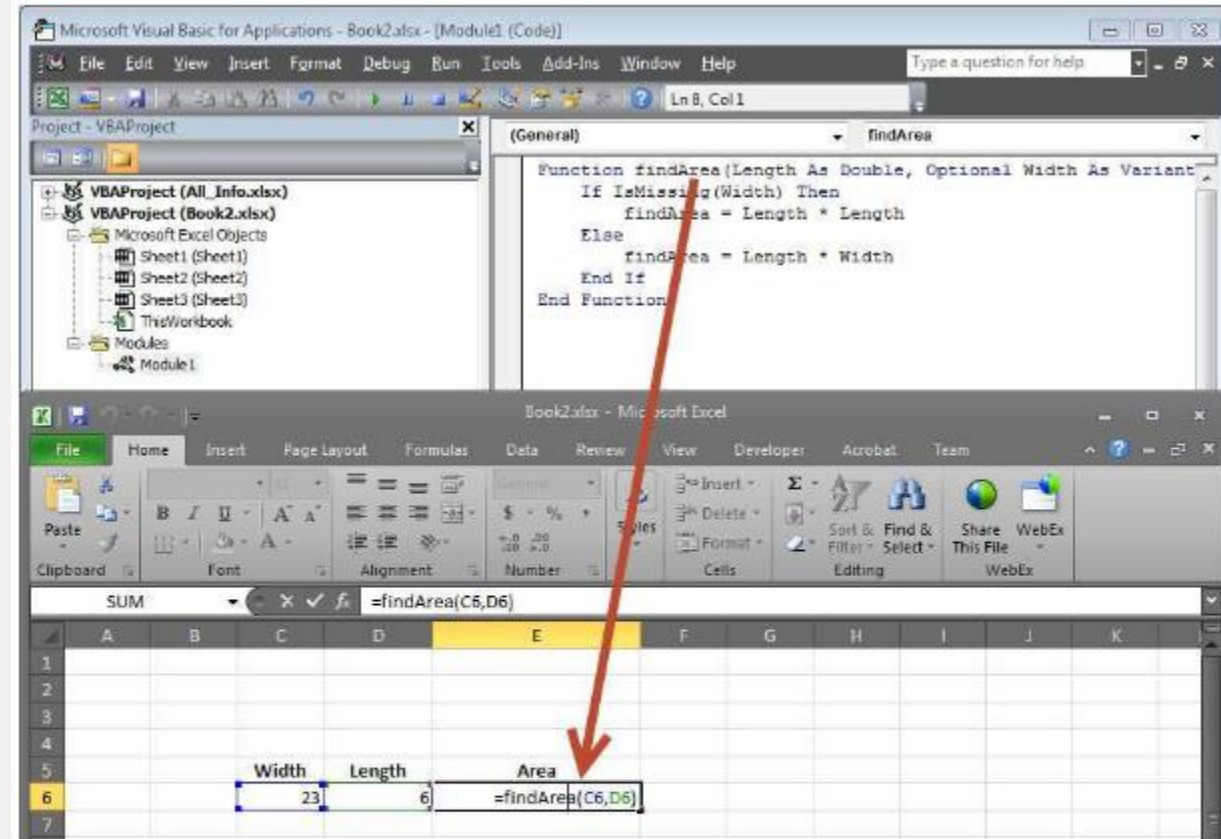 Microsoft Visual Basic for Applications - Book2.xlsx - [Module1 (Code)]
File Edit View Insert Format Debug Run Tools Add-Ins Window Help
Type a question for help
Ln 8, Col 1
Project - VBAProject
(General)
findArea
VBAProject (All_Info.xlsx)
VBAProject (Book2.xlsx)
Microsoft Excel Objects
Sheet1 (Sheet1)
Sheet2 (Sheet2)
Sheet3 (Sheet3)
ThisWorkbook
Modules
Module1
Function findArea(Length As Double, Optional Width As Variant
If IsMissing(Width) Then
findArea = Length * Length
Else
findArea = Length * Width
End If
End Function
Book2.xlsx - Microsoft Excel
File Home Insert Page Layout Formulas Data Review View Developer Acrobat Team
Paste
B I U A A
A
General
$ % ,
Styles
Insert
Delete
Format
Σ
Sort & Filter
Find & Select
Share This File
WebEx
Clipboard Font Alignment Number Cells Editing WebEx
SUM
fx =findArea(C6,D6)
A B C D E F G H I J K
1
2
3
4
5 Width Length Area
6 23 6 =findArea(C6,D6)
7